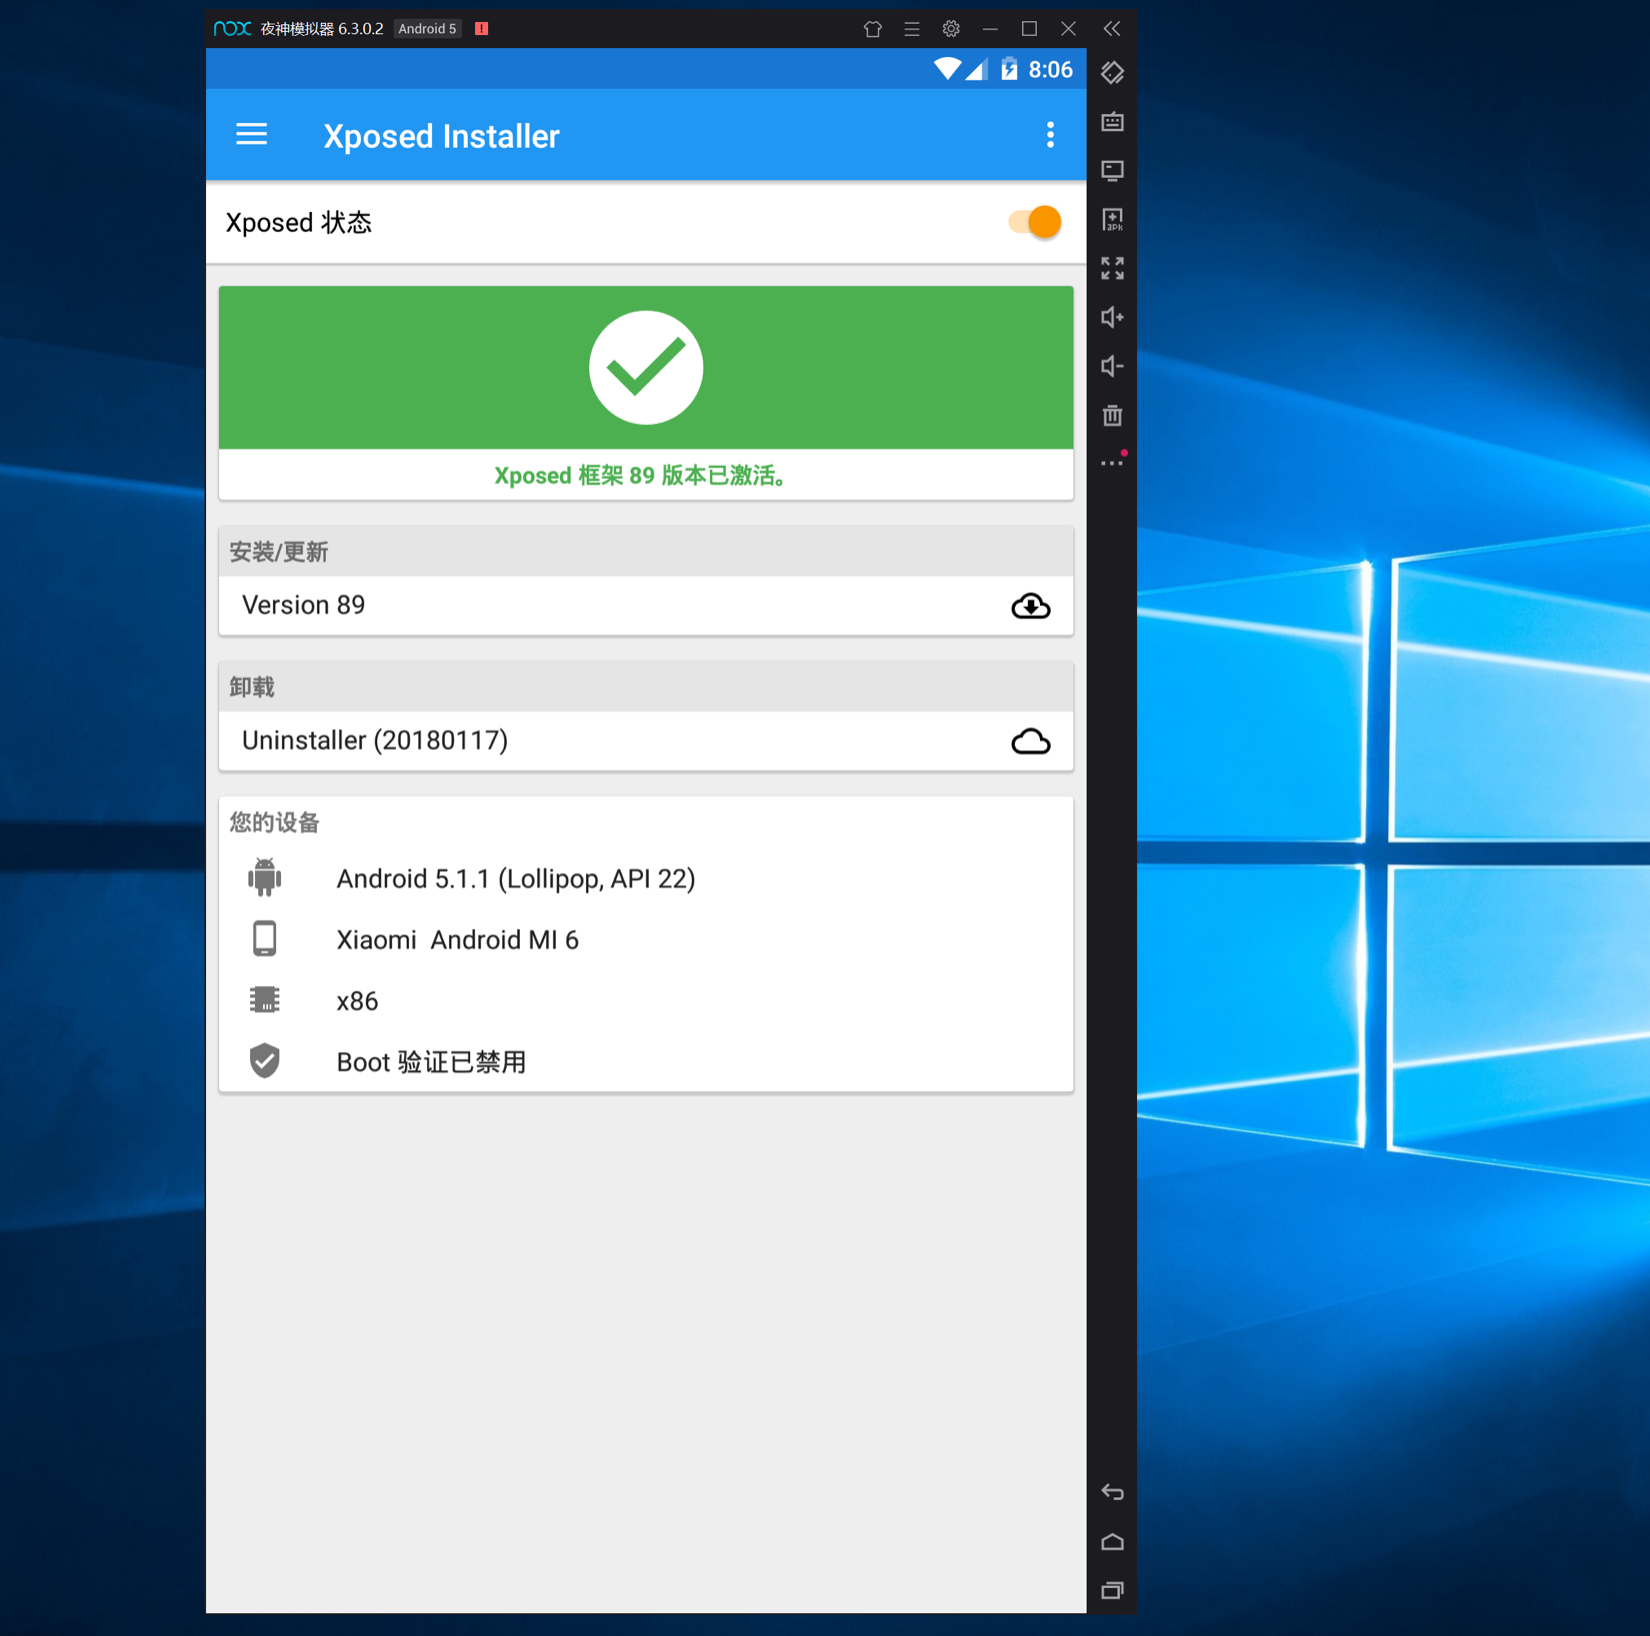 nox 夜神模拟器 6.3.0.2 Android 5
8:06
Xposed Installer
Xposed 状态
Xposed 框架 89 版本已激活。
安装/更新
Version 89
卸载
Uninstaller (20180117)
您的设备
Android 5.1.1 (Lollipop, API 22)
Xiaomi  Android MI 6
x86
Boot 验证已禁用